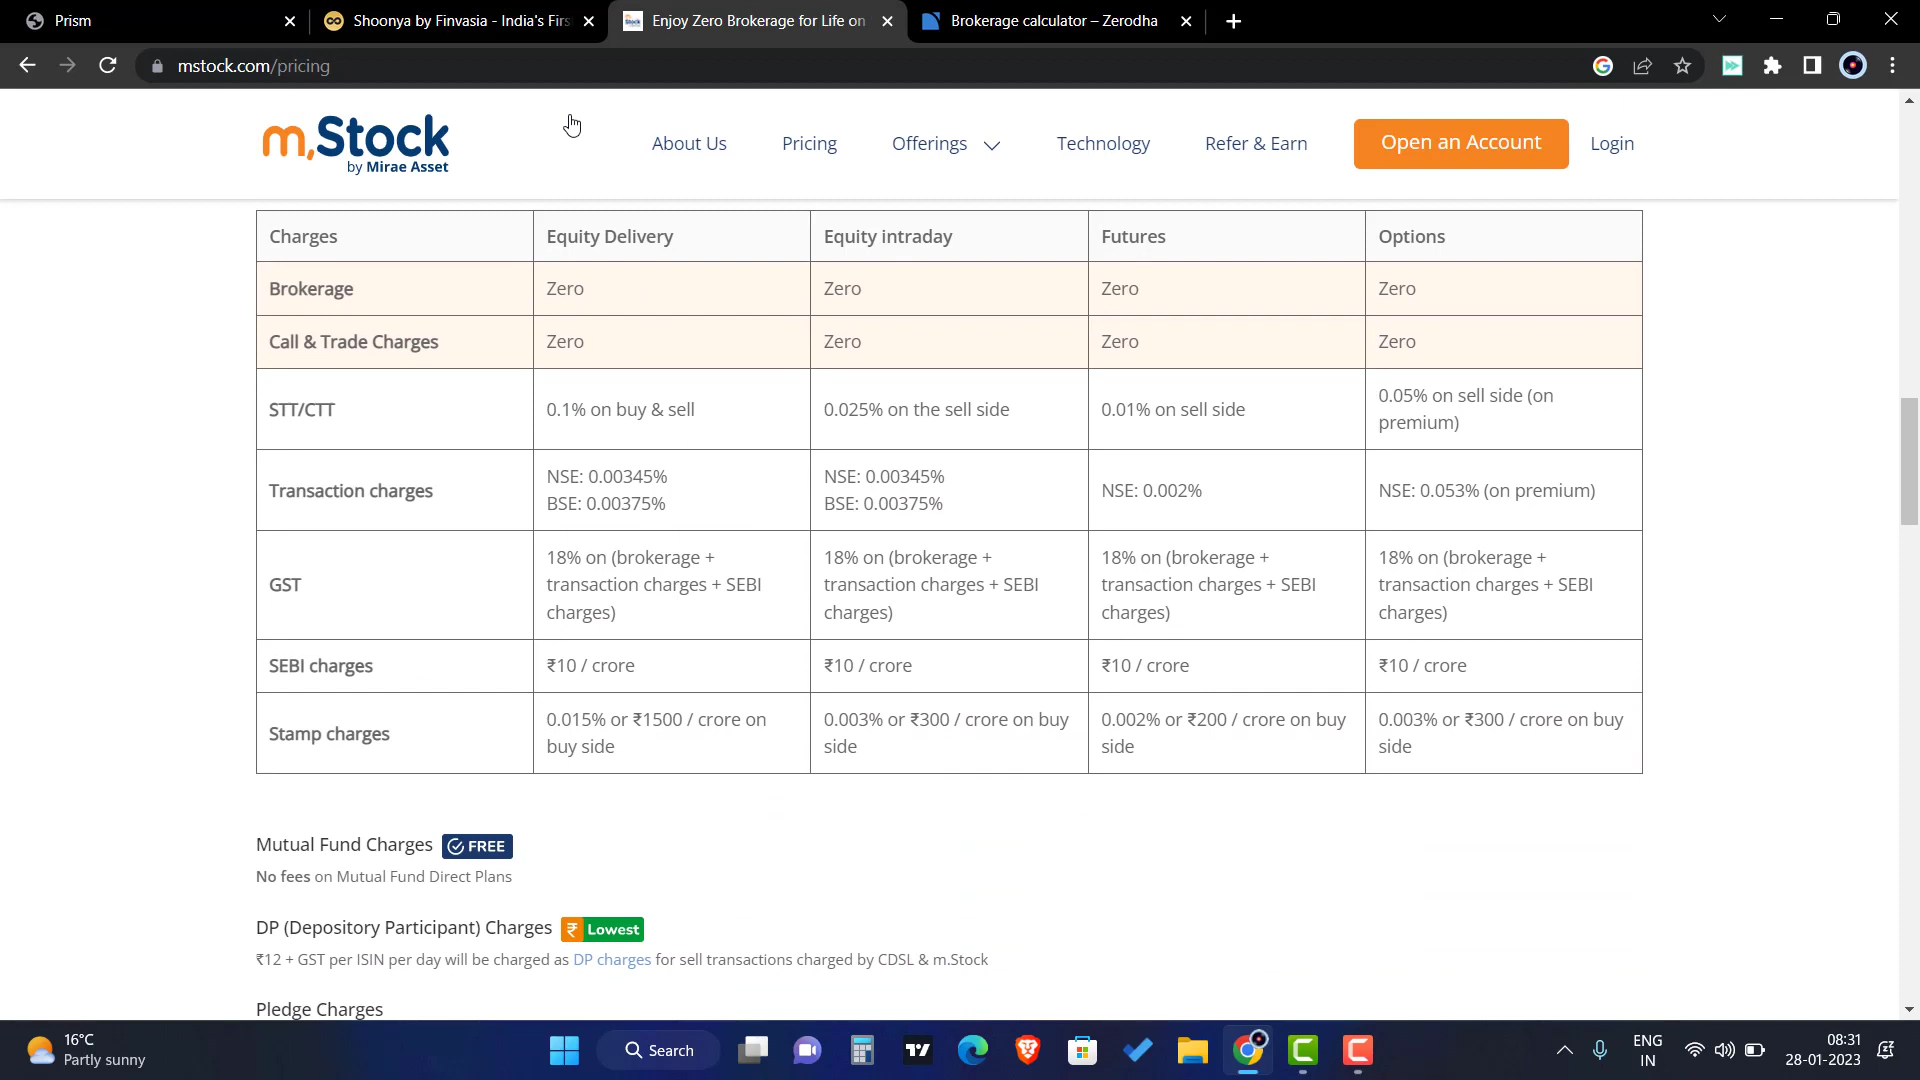 Prism
Shoonya by Finvasia - India's Firs
Enjoy Zero Brokerage for Life on
Brokerage calculator – Zerodha
mstock.com/pricing
m.Stock
by Mirae Asset
About Us
Pricing
Offerings
Technology
Refer & Earn
Open an Account
Login
Charges
Equity Delivery
Equity intraday
Futures
Options
Brokerage
Zero
Zero
Zero
Zero
Call & Trade Charges
Zero
Zero
Zero
Zero
STT/CTT
0.1% on buy & sell
0.025% on the sell side
0.01% on sell side
0.05% on sell side (on
premium)
Transaction charges
NSE: 0.00345%
BSE: 0.00375%
NSE: 0.00345%
BSE: 0.00375%
NSE: 0.002%
NSE: 0.053% (on premium)
GST
18% on (brokerage +
transaction charges + SEBI
charges)
18% on (brokerage +
transaction charges + SEBI
charges)
18% on (brokerage +
transaction charges + SEBI
charges)
18% on (brokerage +
transaction charges + SEBI
charges)
SEBI charges
₹10 / crore
₹10 / crore
₹10 / crore
₹10 / crore
Stamp charges
0.015% or ₹1500 / crore on
buy side
0.003% or ₹300 / crore on buy
side
0.002% or ₹200 / crore on buy
side
0.003% or ₹300 / crore on buy
side
Mutual Fund Charges FREE
No fees on Mutual Fund Direct Plans
DP (Depository Participant) Charges ₹ Lowest
₹12 + GST per ISIN per day will be charged as DP charges for sell transactions charged by CDSL & m.Stock
Pledge Charges
16°C
Partly sunny
Search
ENG
IN
08:31
28-01-2023